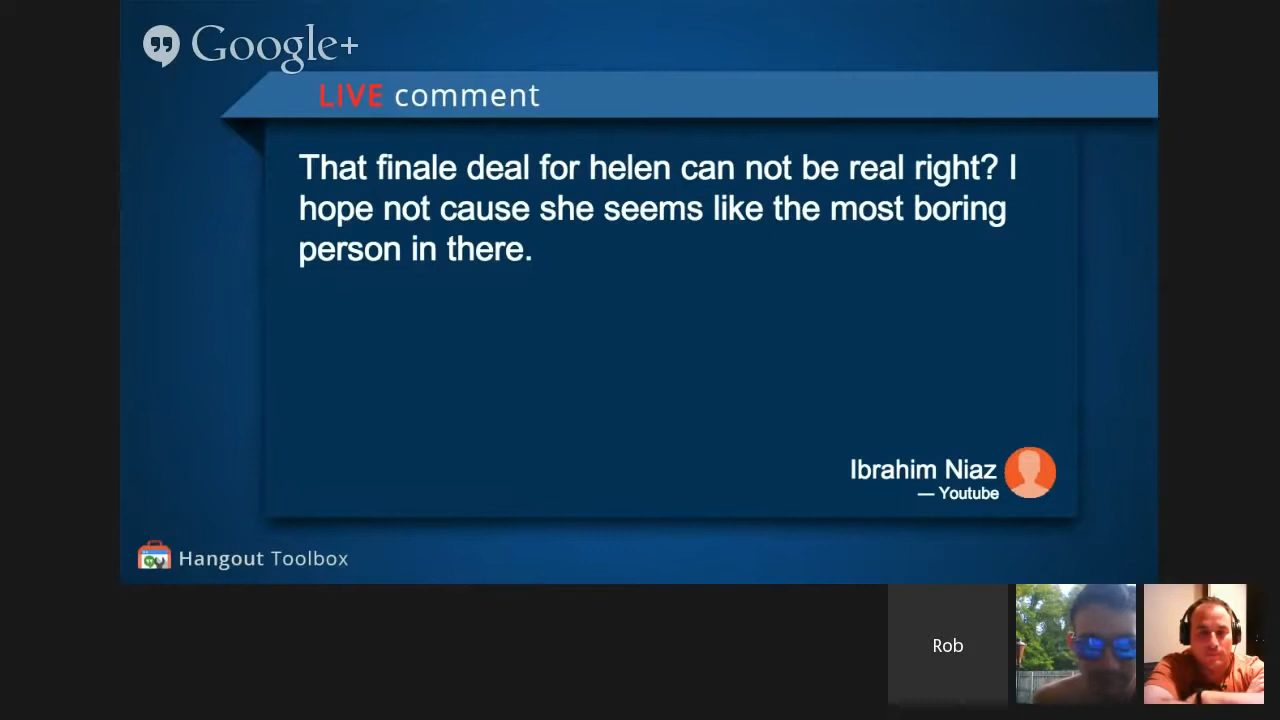 Google+
LIVE comment
That finale deal for helen can not be real right? I
hope not cause she seems like the most boring
person in there.
Ibrahim Niaz
— Youtube
Hangout Toolbox
Rob